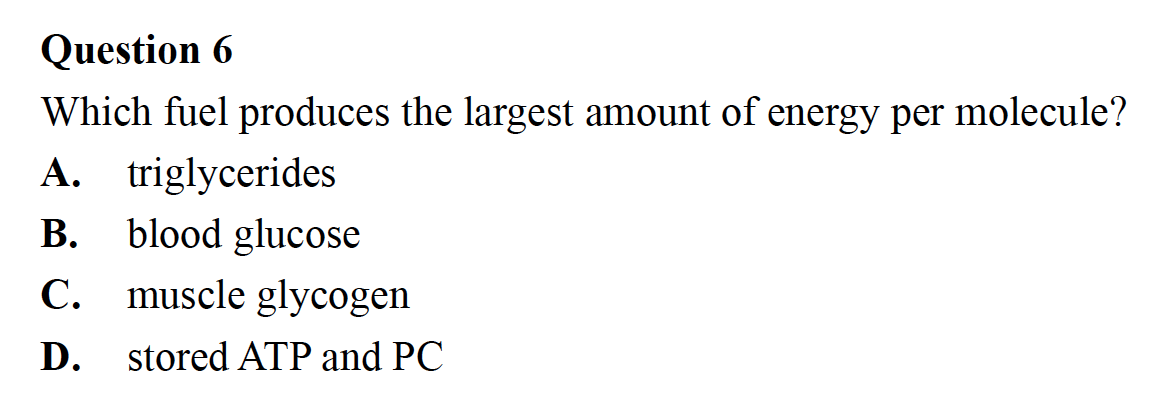 Question 6
Which fuel produces the largest amount of energy per molecule?
A. triglycerides
B. blood glucose
C. muscle glycogen
D. stored ATP and PC